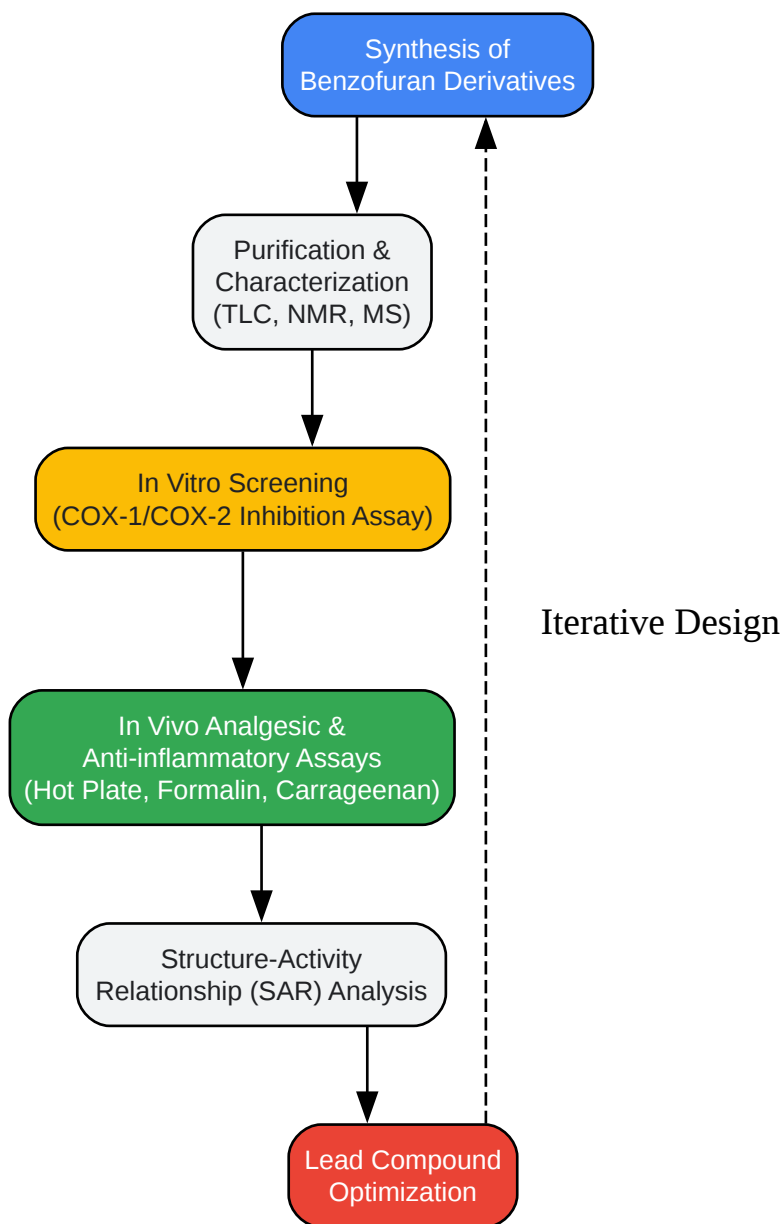 Synthesis of
Benzofuran Derivatives
Purification &
Characterization
(TLC, NMR, MS)
In Vitro Screening
(COX-1/COX-2 Inhibition Assay)
Iterative Design
In Vivo Analgesic &
Anti-inflammatory Assays
(Hot Plate, Formalin, Carrageenan)
Structure-Activity
Relationship (SAR) Analysis
Lead Compound
Optimization